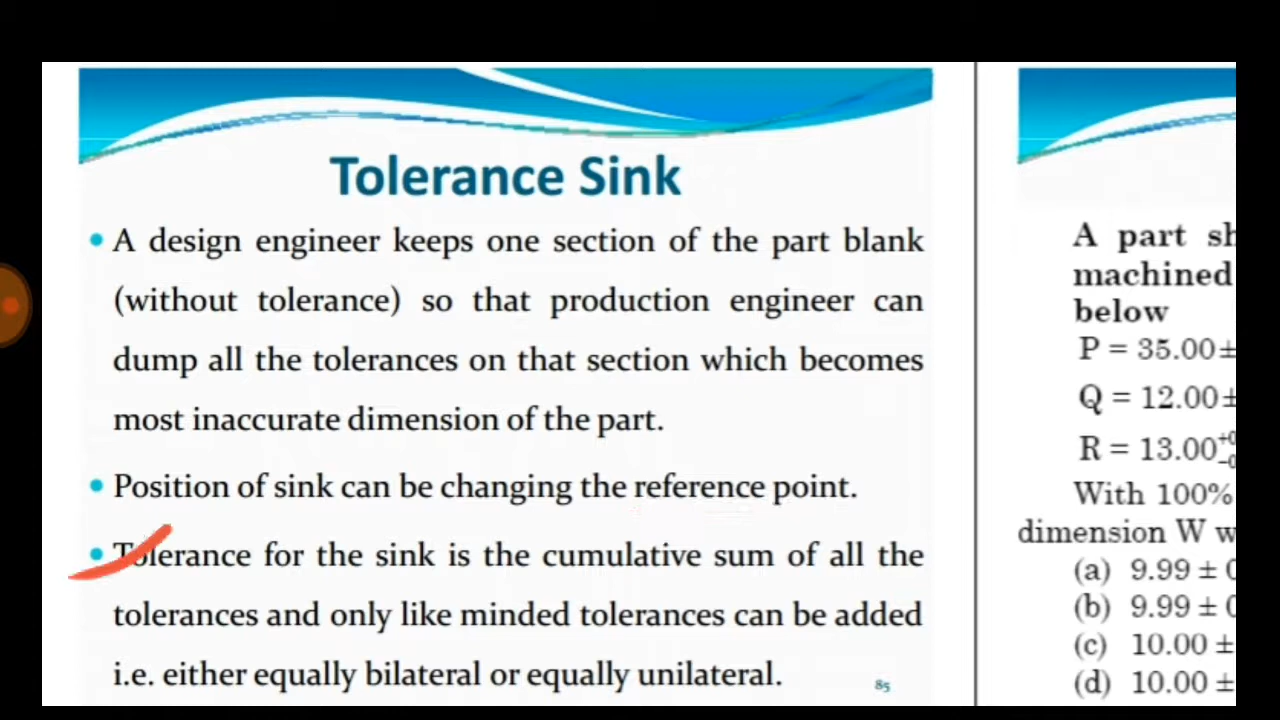 Tolerance Sink
• A design engineer keeps one section of the part blank
(without tolerance) so that production engineer can
dump all the tolerances on that section which becomes
most inaccurate dimension of the part.
• Position of sink can be changing the reference point.
• Tolerance for the sink is the cumulative sum of all the
tolerances and only like minded tolerances can be added
i.e. either equally bilateral or equally unilateral.
85
A part
machined
below
P = 35.00±
Q = 12.00±
R = 13.00
With 100%
dimension W
(a) 9.99 ±
(b) 9.99 ±
(c) 10.00 ±
(d) 10.00 ±